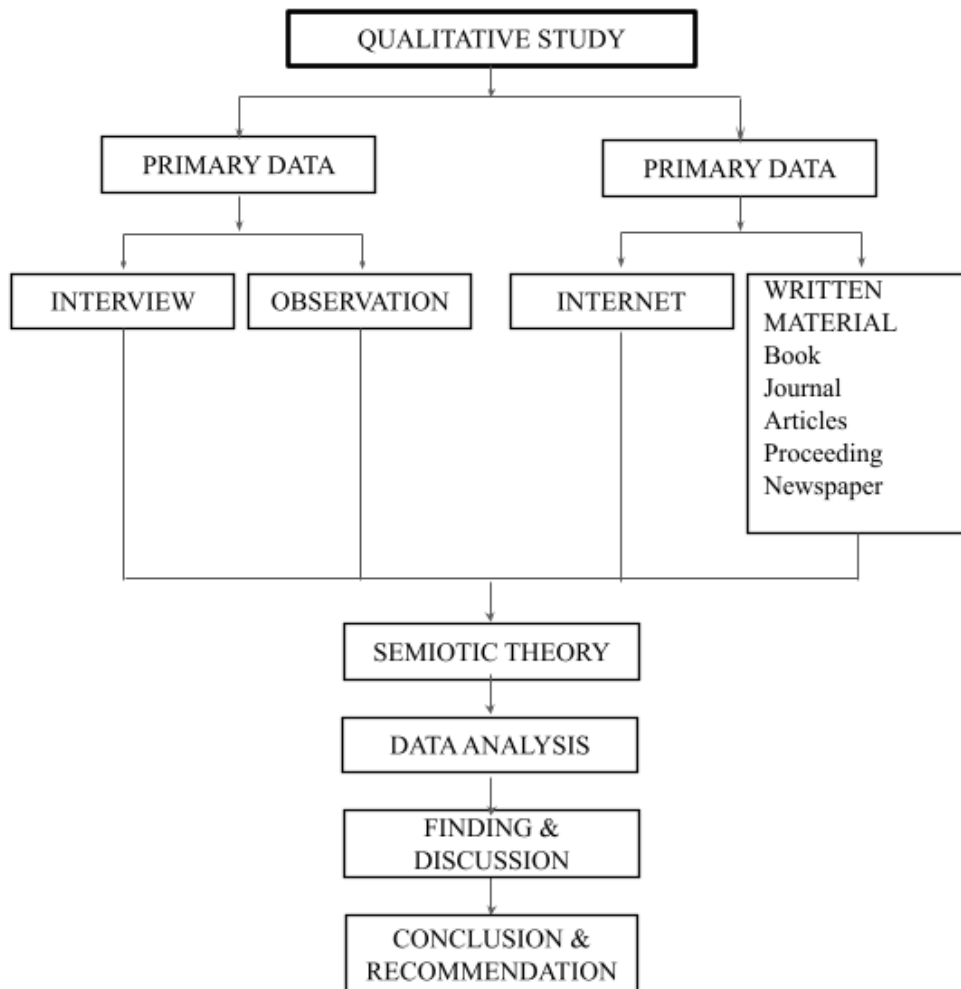 QUALITATIVE STUDY
PRIMARY DATA
PRIMARY DATA
INTERVIEW
OBSERVATION
INTERNET
WRITTEN
MATERIAL
Book
Journal
Articles
Proceeding
Newspaper
SEMIOTIC THEORY
DATA ANALYSIS
FINDING &
DISCUSSION
CONCLUSION &
RECOMMENDATION